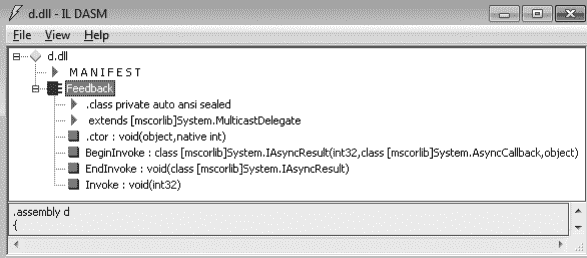 d.dll - IL DASM
File View Help
d.dll
M A N I F E S T
Feedback
.class private auto ansi sealed
extends [mscorlib]System.MulticastDelegate
.ctor : void(object,native int)
BeginInvoke : class [mscorlib]System.IAsyncResult(int32,class [mscorlib]System.AsyncCallback,object)
EndInvoke : void(class [mscorlib]System.IAsyncResult)
Invoke : void(int32)
.assembly d
{